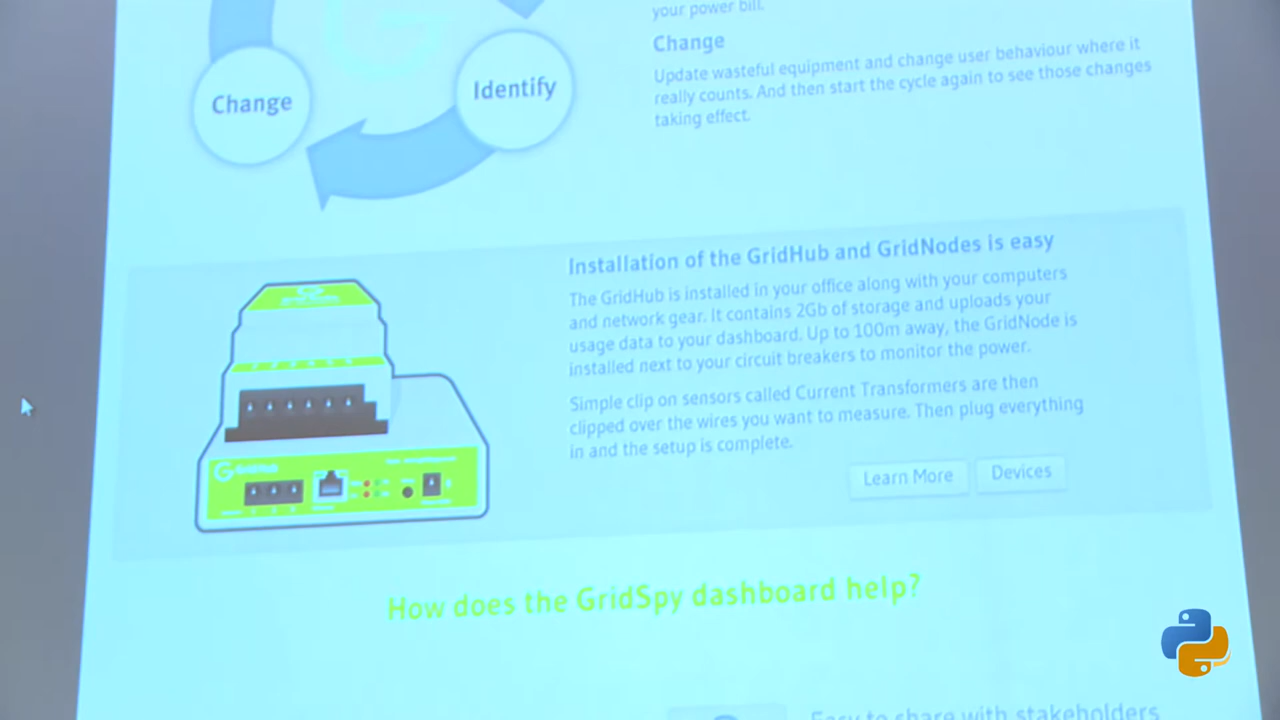 your power bill.
Change
Update wasteful equipment and change user behaviour where it
really counts. And then start the cycle again to see those changes
taking effect.
Change
Identify
Installation of the GridHub and GridNodes is easy
The GridHub is installed in your office along with your computers
and network gear. It contains 2Gb of storage and uploads your
usage data to your dashboard. Up to 100m away, the GridNode is
installed next to your circuit breakers to monitor the power.
Simple clip on sensors called Current Transformers are then
clipped over the wires you want to measure. Then plug everything
in and the setup is complete.
Learn More
Devices
GridHub
How does the GridSpy dashboard help?
Easy to share with stakeholders